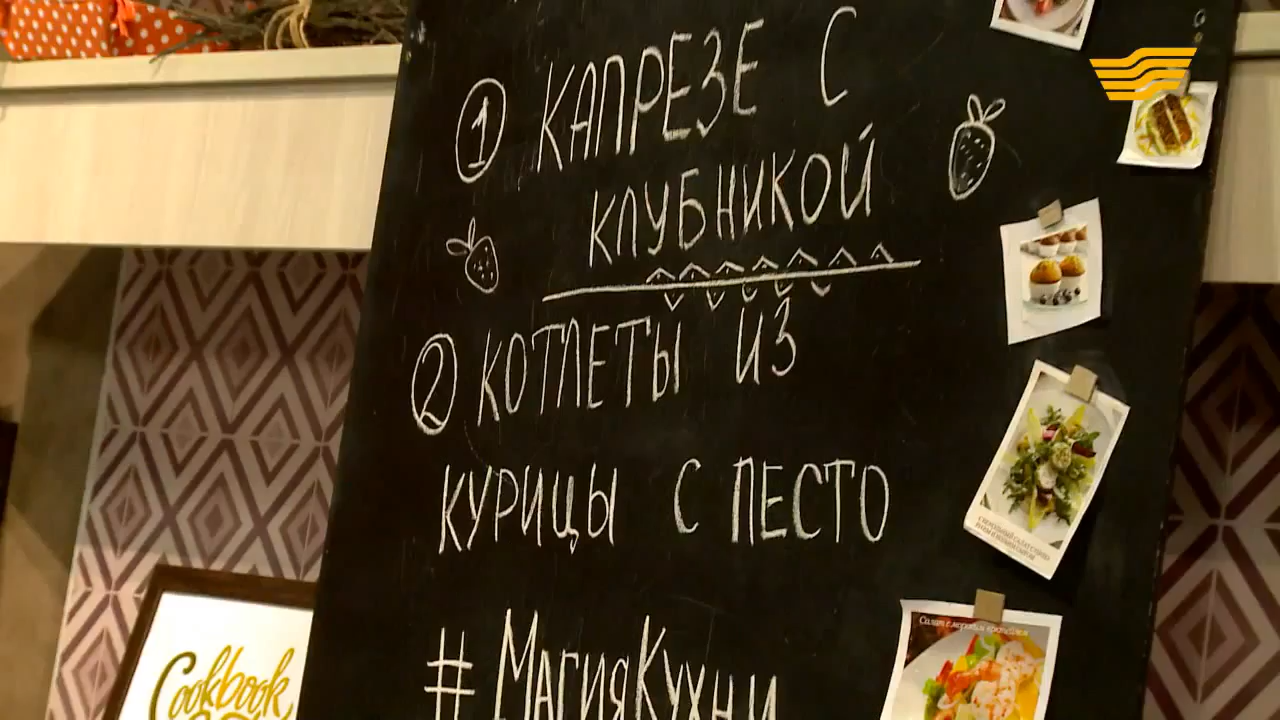 1 КАПРЕЗЕ С
КЛУБНИКОЙ
2 КОТЛЕТЫ ИЗ
КУРИЦЫ С ПЕСТО
#МАГИЯКУХНИ
Cookbook